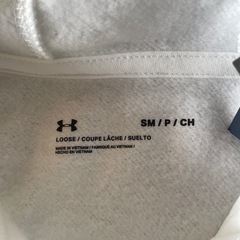 SM / P / CH
LOOSE / COUPE LÂCHE / SUELTO
MADE IN VIETNAM / FABRIQUÉ AU VIETNAM /
HECHO EN VIETNAM